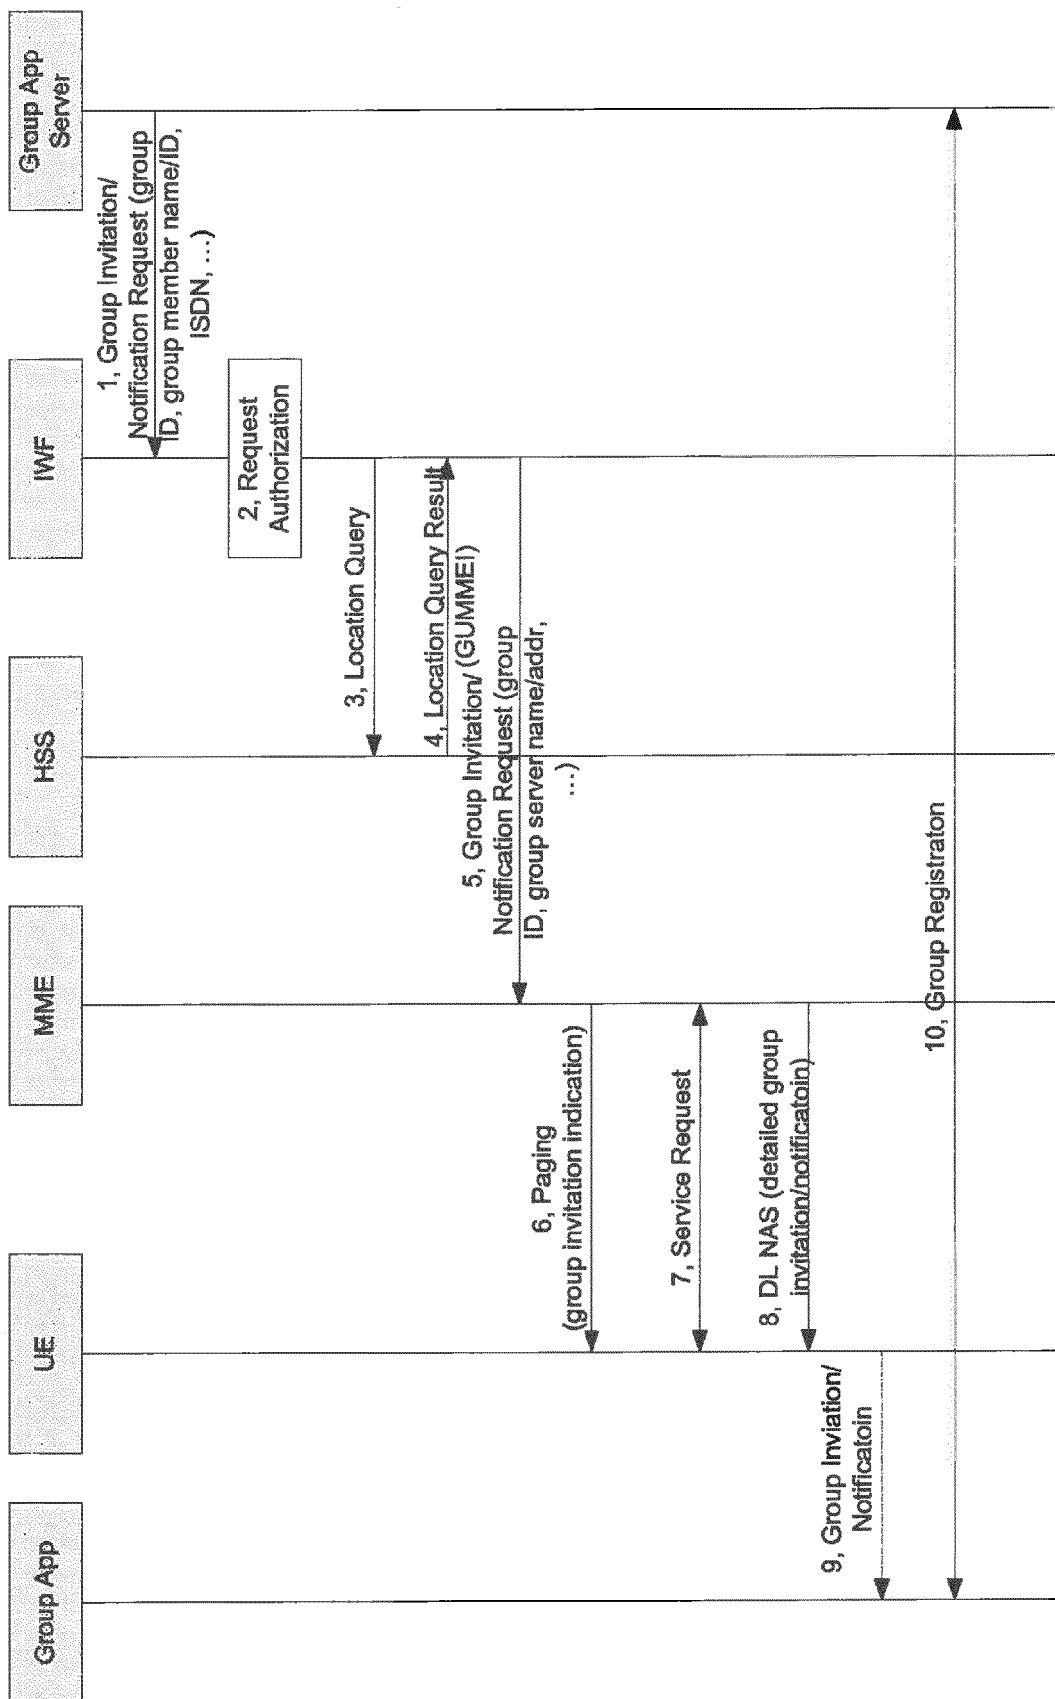 Group App
UE
MME
HSS
IWF
Group App
Server
1, Group Invitation/
Notification Request (group
ID, group member name/ID,
ISDN, ...)
2, Request
Authorization
3, Location Query
4, Location Query Result
(GUMMEI)
5, Group Invitation/
Notification Request (group
ID, group server name/addr,
...)
6, Paging
(group invitation indication)
7, Service Request
8, DL NAS (detailed group
invitation/notificatoin)
9, Group Inviation/
Notificatoin
10, Group Registraton